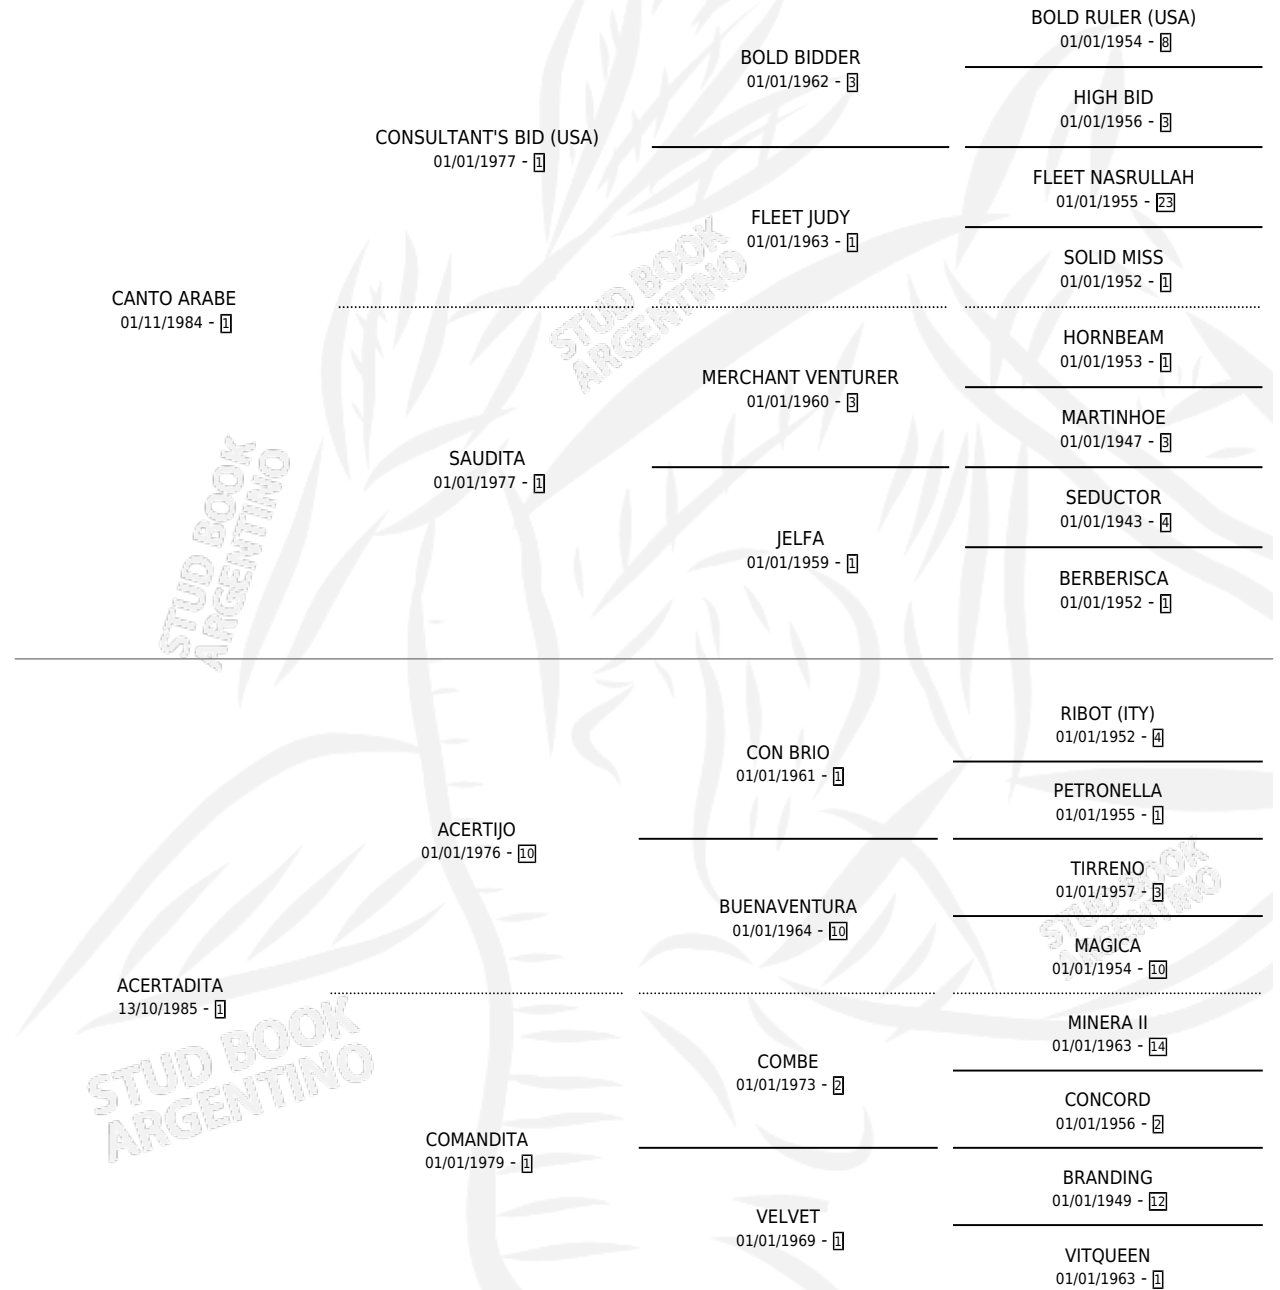 BOLD RULER (USA)
01/01/1954 - 8
BOLD BIDDER
01/01/1962 - 3
HIGH BID
01/01/1956 - 3
CONSULTANT'S BID (USA)
01/01/1977 - 1
FLEET NASRULLAH
01/01/1955 - 23
FLEET JUDY
01/01/1963 - 1
SOLID MISS
01/01/1952 - 1
CANTO ARABE
01/11/1984 - 1
HORNBEAM
01/01/1953 - 1
MERCHANT VENTURER
01/01/1960 - 3
MARTINHOE
01/01/1947 - 3
SAUDITA
01/01/1977 - 1
SEDUCTOR
01/01/1943 - 4
JELFA
01/01/1959 - 1
BERBERISCA
01/01/1952 - 1
RIBOT (ITY)
01/01/1952 - 4
CON BRIO
01/01/1961 - 1
PETRONELLA
01/01/1955 - 1
ACERTIJO
01/01/1976 - 10
TIRRENO
01/01/1957 - 3
BUENAVENTURA
01/01/1964 - 10
MAGICA
01/01/1954 - 10
ACERTADITA
13/10/1985 - 1
MINERA II
01/01/1963 - 14
COMBE
01/01/1973 - 2
CONCORD
01/01/1956 - 2
COMANDITA
01/01/1979 - 1
BRANDING
01/01/1949 - 12
VELVET
01/01/1969 - 1
VITQUEEN
01/01/1963 - 1
STUD BOOK
ARGENTINO
STUD BOOK
ARGENTINO
STUD BOOK
ARGENTINO
STUD BOOK
ARGENTINO